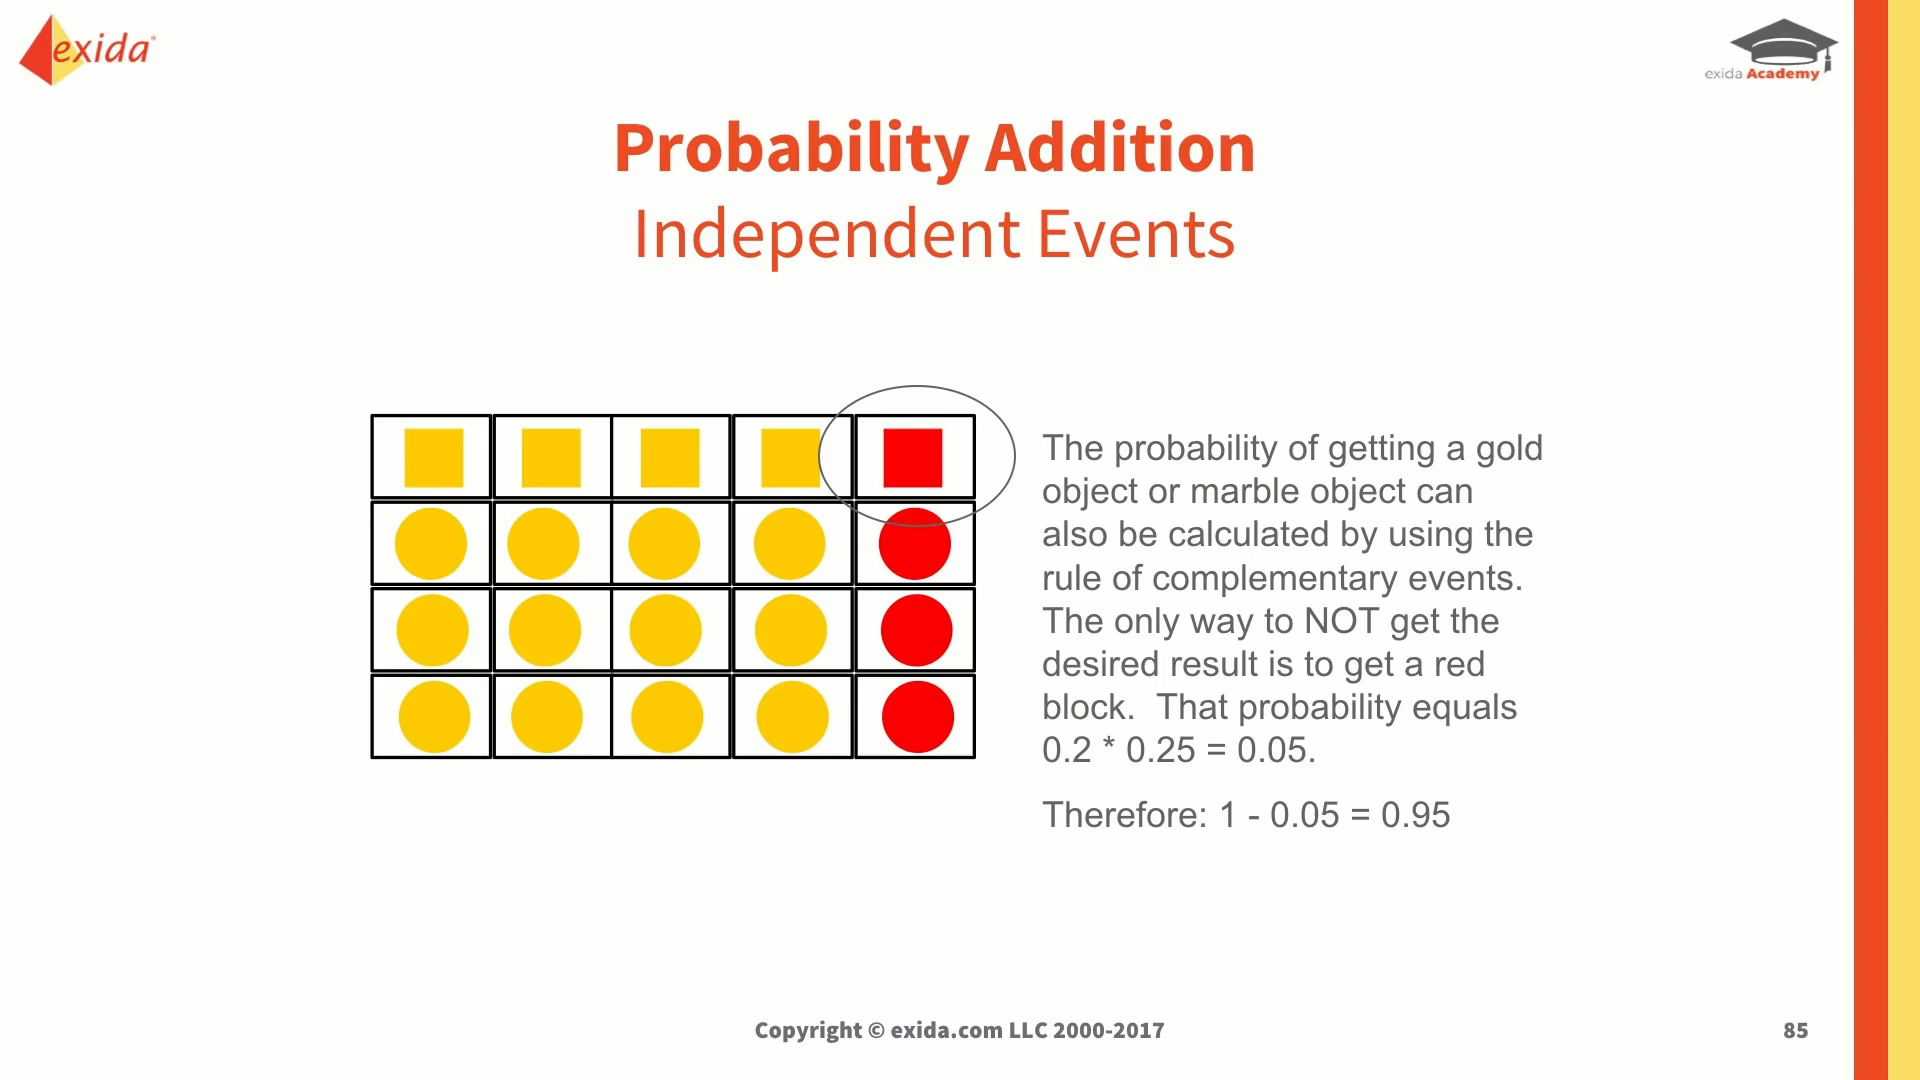 exida®
exida Academy
Probability Addition
Independent Events
The probability of getting a gold
object or marble object can
also be calculated by using the
rule of complementary events.
The only way to NOT get the
desired result is to get a red
block.  That probability equals
0.2 * 0.25 = 0.05.
Therefore: 1 - 0.05 = 0.95
Copyright © exida.com LLC 2000-2017
85